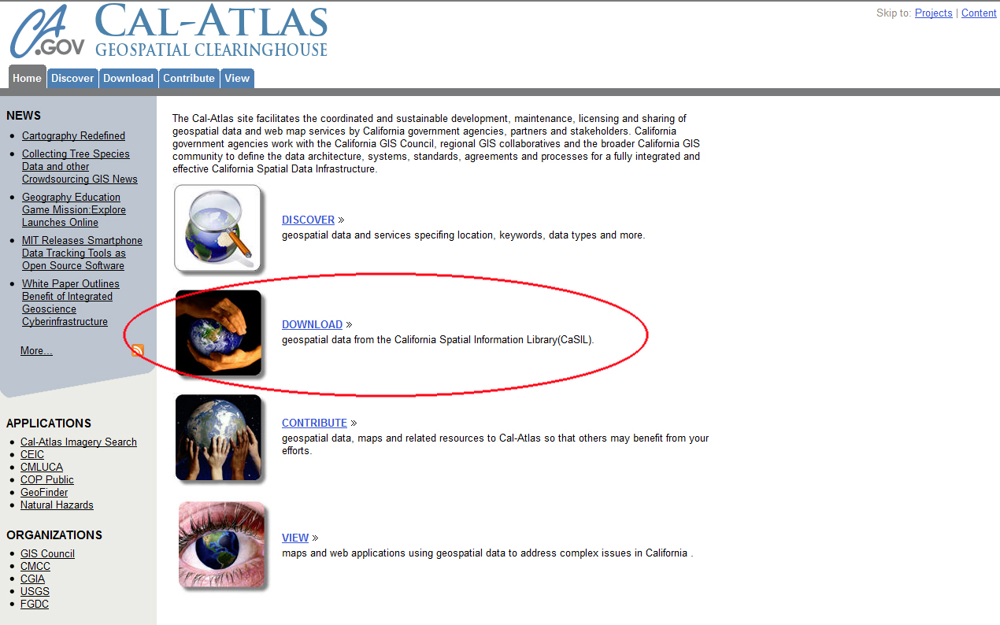 CA.GOV
CAL-ATLAS
GEOSPATIAL CLEARINGHOUSE
Skip to: Projects | Content
Home Discover Download Contribute View
NEWS
Cartography Redefined
Collecting Tree Species
Data and other
Crowdsourcing GIS News
Geography Education
Game Mission:Explore
Launches Online
MIT Releases Smartphone
Data Tracking Tools as
Open Source Software
White Paper Outlines
Benefit of Integrated
Geoscience
Cyberinfrastructure
More...
APPLICATIONS
Cal-Atlas Imagery Search
CEIC
CMLUCA
COP Public
GeoFinder
Natural Hazards
ORGANIZATIONS
GIS Council
CMCC
CGIA
USGS
FGDC
The Cal-Atlas site facilitates the coordinated and sustainable development, maintenance, licensing and sharing of
geospatial data and web map services by California government agencies, partners and stakeholders. California
government agencies work with the California GIS Council, regional GIS collaboratives and the broader California GIS
community to define the data architecture, systems, standards, agreements and processes for a fully integrated and
effective California Spatial Data Infrastructure.
DISCOVER »
geospatial data and services specifing location, keywords, data types and more.
DOWNLOAD »
geospatial data from the California Spatial Information Library(CaSIL).
CONTRIBUTE »
geospatial data, maps and related resources to Cal-Atlas so that others may benefit from your
efforts.
VIEW »
maps and web applications using geospatial data to address complex issues in California .